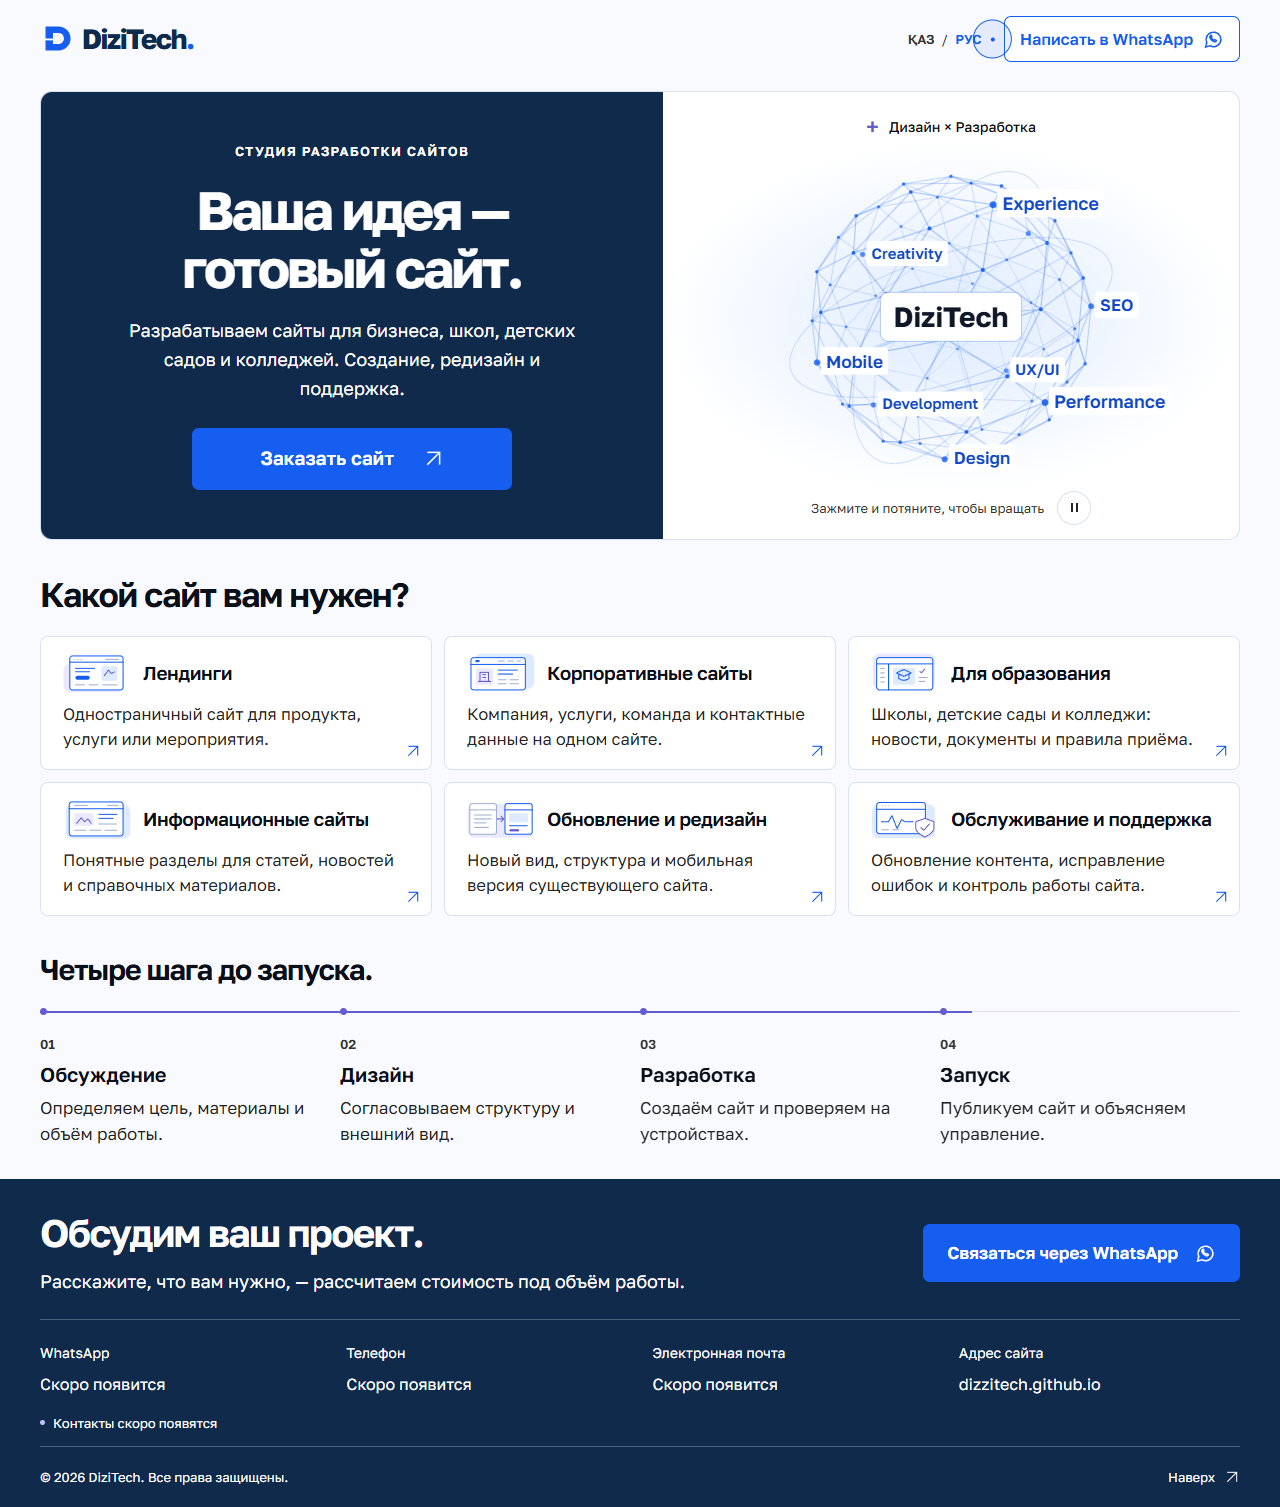 DiziTech.
ҚАЗ / РУС
Написать в WhatsApp
СТУДИЯ РАЗРАБОТКИ САЙТОВ
Ваша идея —
готовый сайт.
Разрабатываем сайты для бизнеса, школ, детских
садов и колледжей. Создание, редизайн и
поддержка.
Заказать сайт
+ Дизайн × Разработка
Experience
Creativity
SEO
DiziTech
Mobile
UX/UI
Development
Performance
Design
Зажмите и потяните, чтобы вращать
Какой сайт вам нужен?
Лендинги
Одностраничный сайт для продукта,
услуги или мероприятия.
Корпоративные сайты
Компания, услуги, команда и контактные
данные на одном сайте.
Для образования
Школы, детские сады и колледжи:
новости, документы и правила приёма.
Информационные сайты
Понятные разделы для статей, новостей
и справочных материалов.
Обновление и редизайн
Новый вид, структура и мобильная
версия существующего сайта.
Обслуживание и поддержка
Обновление контента, исправление
ошибок и контроль работы сайта.
Четыре шага до запуска.
01
Обсуждение
Определяем цель, материалы и
объём работы.
02
Дизайн
Согласовываем структуру и
внешний вид.
03
Разработка
Создаём сайт и проверяем на
устройствах.
04
Запуск
Публикуем сайт и объясняем
управление.
Обсудим ваш проект.
Расскажите, что вам нужно, — рассчитаем стоимость под объём работы.
Связаться через WhatsApp
WhatsApp
Скоро появится
Телефон
Скоро появится
Электронная почта
Скоро появится
Адрес сайта
dizzitech.github.io
Контакты скоро появятся
© 2026 DiziTech. Все права защищены.
Наверх